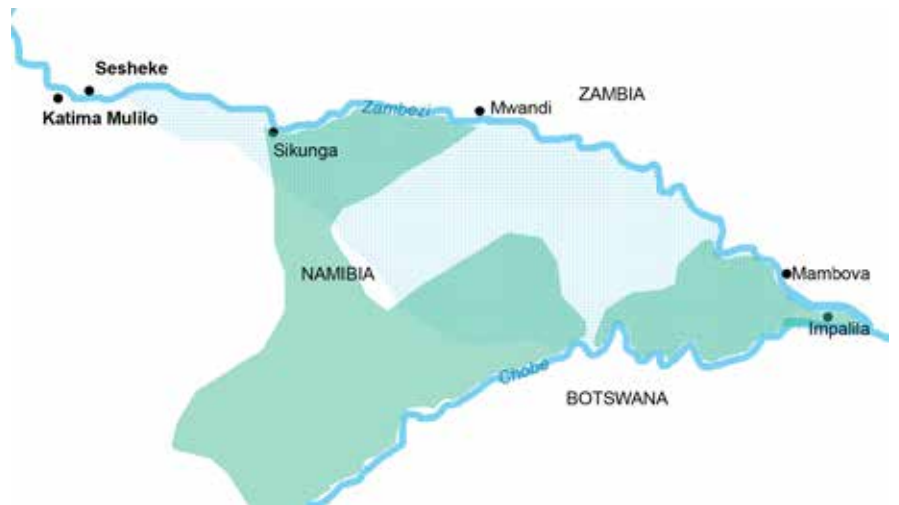 Sesheke
ZAMBIA
Zambezi
Mwandi
Katima Mulilo
Sikunga
NAMIBIA
Mambova
Impalila
Chobe
BOTSWANA